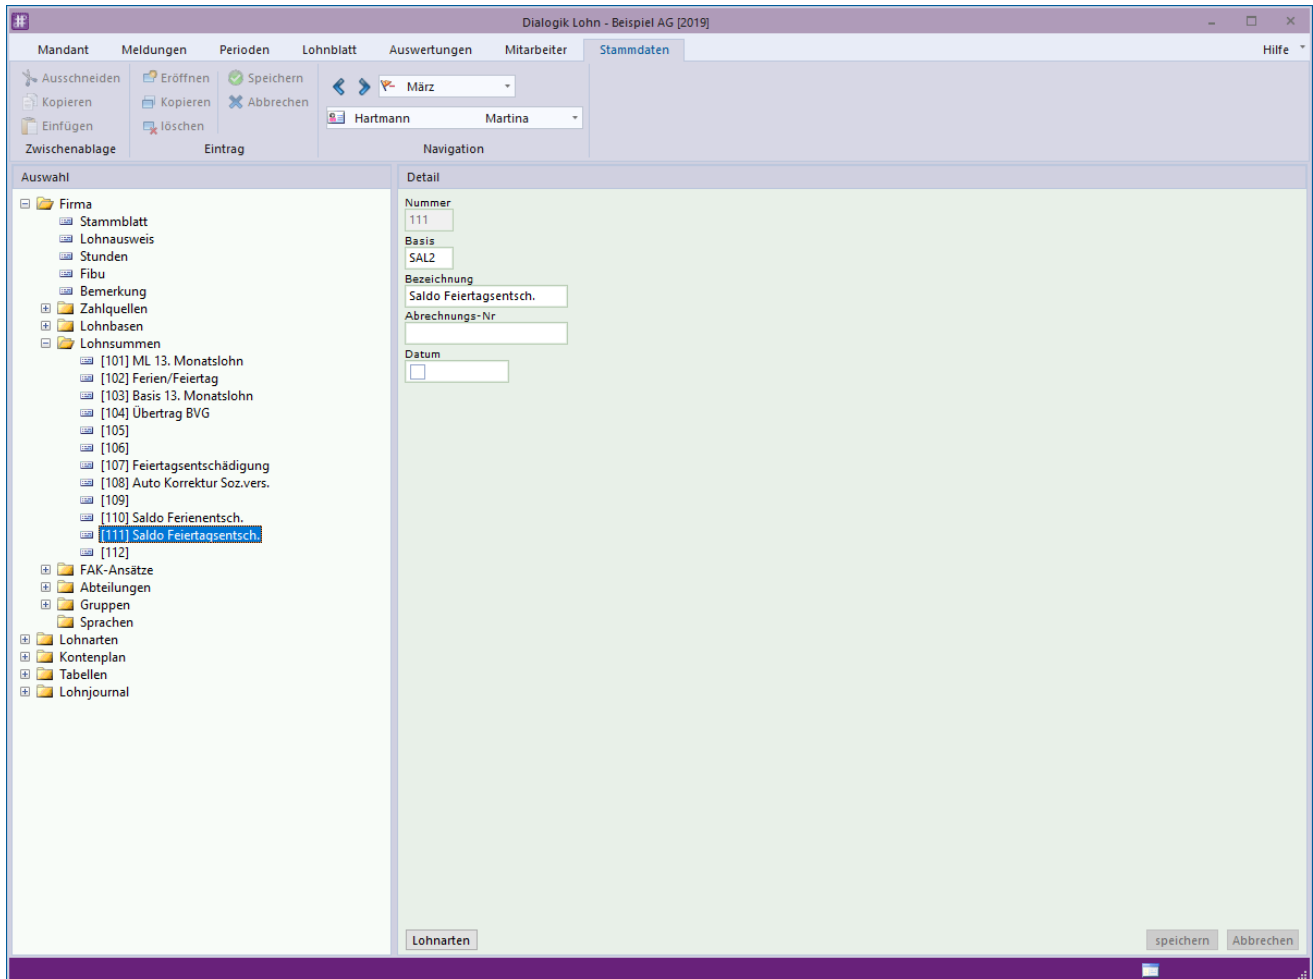 Dialogik Lohn - Beispiel AG [2019]
Mandant Meldungen Perioden Lohnblatt Auswertungen Mitarbeiter Stammdaten Hilfe
Ausschneiden Eröffnen Speichern
März
Kopieren Kopieren Abbrechen
Hartmann Martina
Einfügen löschen
Zwischenablage Eintrag Navigation
Auswahl
Firma
Stammblatt
Lohnausweis
Stunden
Fibu
Bemerkung
Zahlquellen
Lohnbasen
Lohnsummen
[101] ML 13. Monatslohn
[102] Ferien/Feiertag
[103] Basis 13. Monatslohn
[104] Übertrag BVG
[105]
[106]
[107] Feiertagsentschädigung
[108] Auto Korrektur Soz.vers.
[109]
[110] Saldo Ferienentsch.
[111] Saldo Feiertagsentsch.
[112]
FAK-Ansätze
Abteilungen
Gruppen
Sprachen
Lohnarten
Kontenplan
Tabellen
Lohnjournal
Detail
Nummer
111
Basis
SAL2
Bezeichnung
Saldo Feiertagsentsch.
Abrechnungs-Nr
Datum
Lohnarten speichern Abbrechen